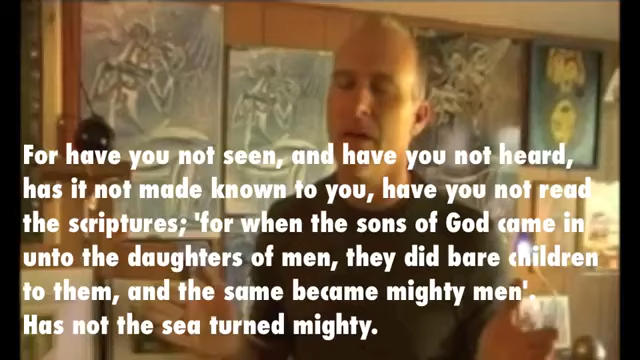 For have you not seen, and have you not heard,
has it not made known to you, have you not read
the scriptures; 'for when the sons of God came in
unto the daughters of men, they did bare children
to them, and the same became mighty men'.
Has not the sea turned mighty.